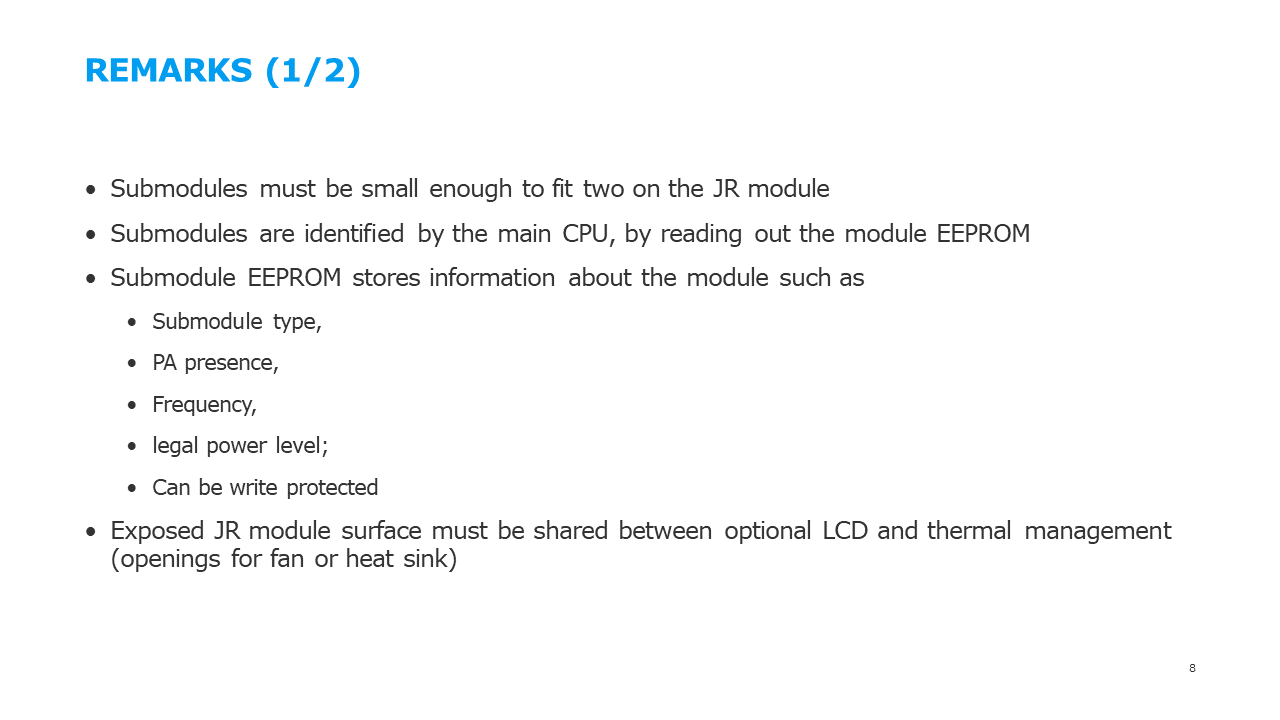 REMARKS (1/2)
• Submodules must be small enough to fit two on the JR module
• Submodules are identified by the main CPU, by reading out the module EEPROM
• Submodule EEPROM stores information about the module such as
• Submodule type,
• PA presence,
• Frequency,
• legal power level;
• Can be write protected
• Exposed JR module surface must be shared between optional LCD and thermal management
(openings for fan or heat sink)
8